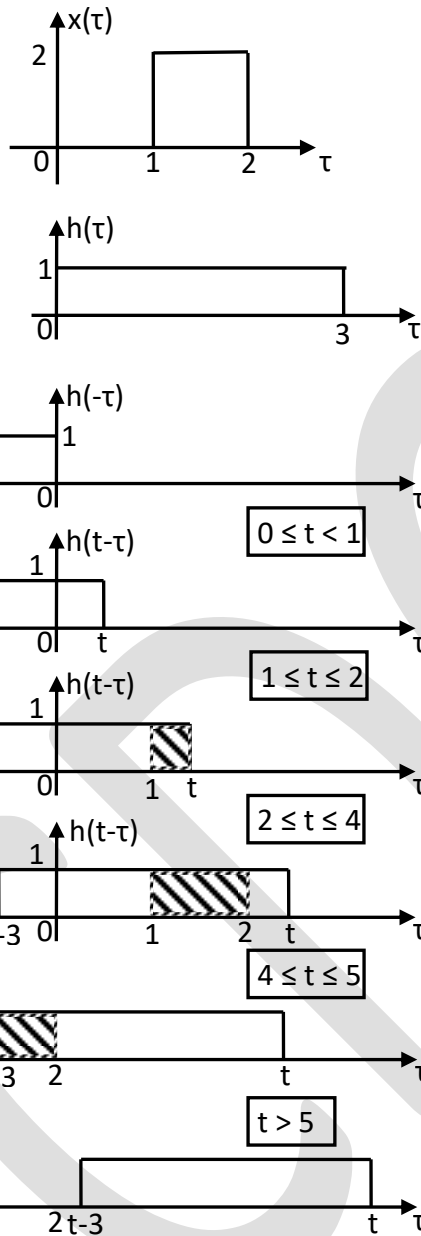 x(τ)
2
0 1 2 τ
h(τ)
1
0 3 τ
h(-τ)
1
0 τ
0 ≤ t < 1
h(t-τ)
1
0 t τ
1 ≤ t ≤ 2
h(t-τ)
1
0 1 t τ
2 ≤ t ≤ 4
h(t-τ)
1
-3 0 1 2 t τ
4 ≤ t ≤ 5
3 2 t τ
t > 5
2 t-3 t τ